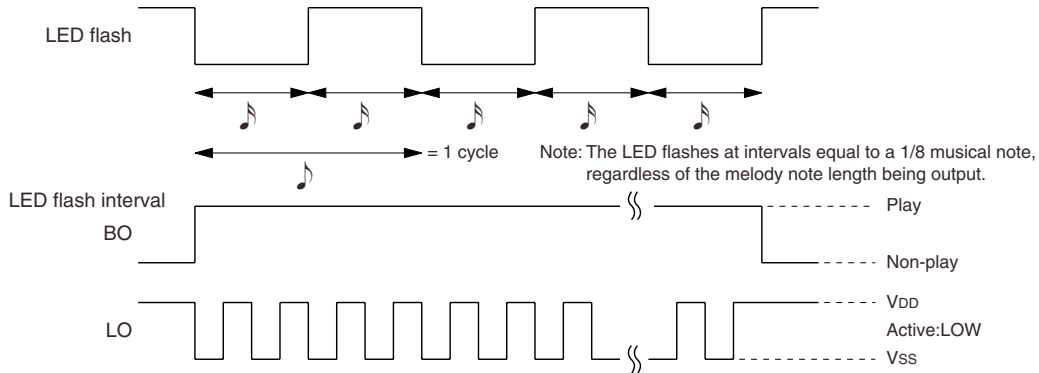 LED flash
= 1 cycle
Note: The LED flashes at intervals equal to a 1/8 musical note,
regardless of the melody note length being output.
LED flash interval
BO
Play
Non-play
LO
VDD
Active:LOW
VSS